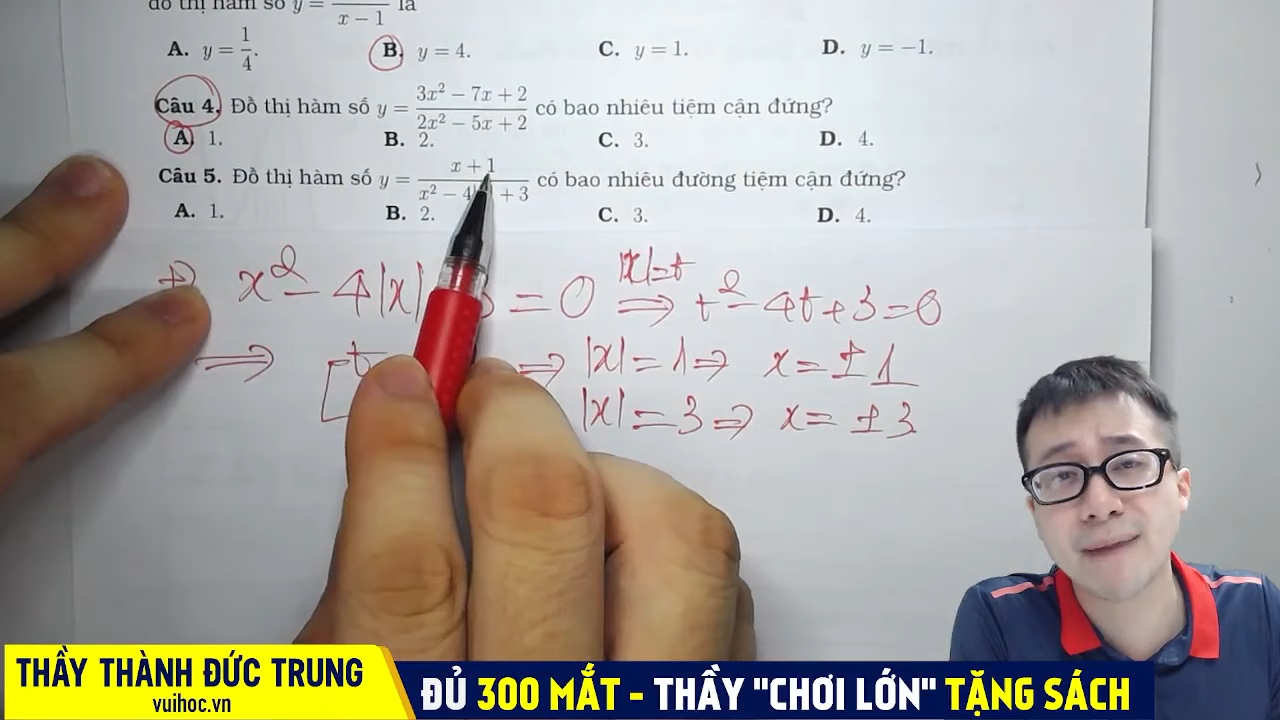 đồ thị hàm số y = x − 1 là
A. y = 1/4. B. y = 4. C. y = 1. D. y = −1.
Câu 4. Đồ thị hàm số y = (3x² − 7x + 2)/(2x² − 5x + 2) có bao nhiêu tiệm cận đứng?
A. 1. B. 2. C. 3. D. 4.
Câu 5. Đồ thị hàm số y = (x + 1)/(x² − 4 + 3) có bao nhiêu đường tiệm cận đứng?
A. 1. B. 2. C. 3. D. 4.
x² − 4|x| = 0 |x|=t ⟹ t² − 4t + 3 = 0
⟹ [ t ⟹ |x| = 1 ⟹ x = ±1
|x| = 3 ⟹ x = ±3
THẦY THÀNH ĐỨC TRUNG
vuihoc.vn
ĐỦ 300 MẮT - THẦY "CHƠI LỚN" TẶNG SÁCH